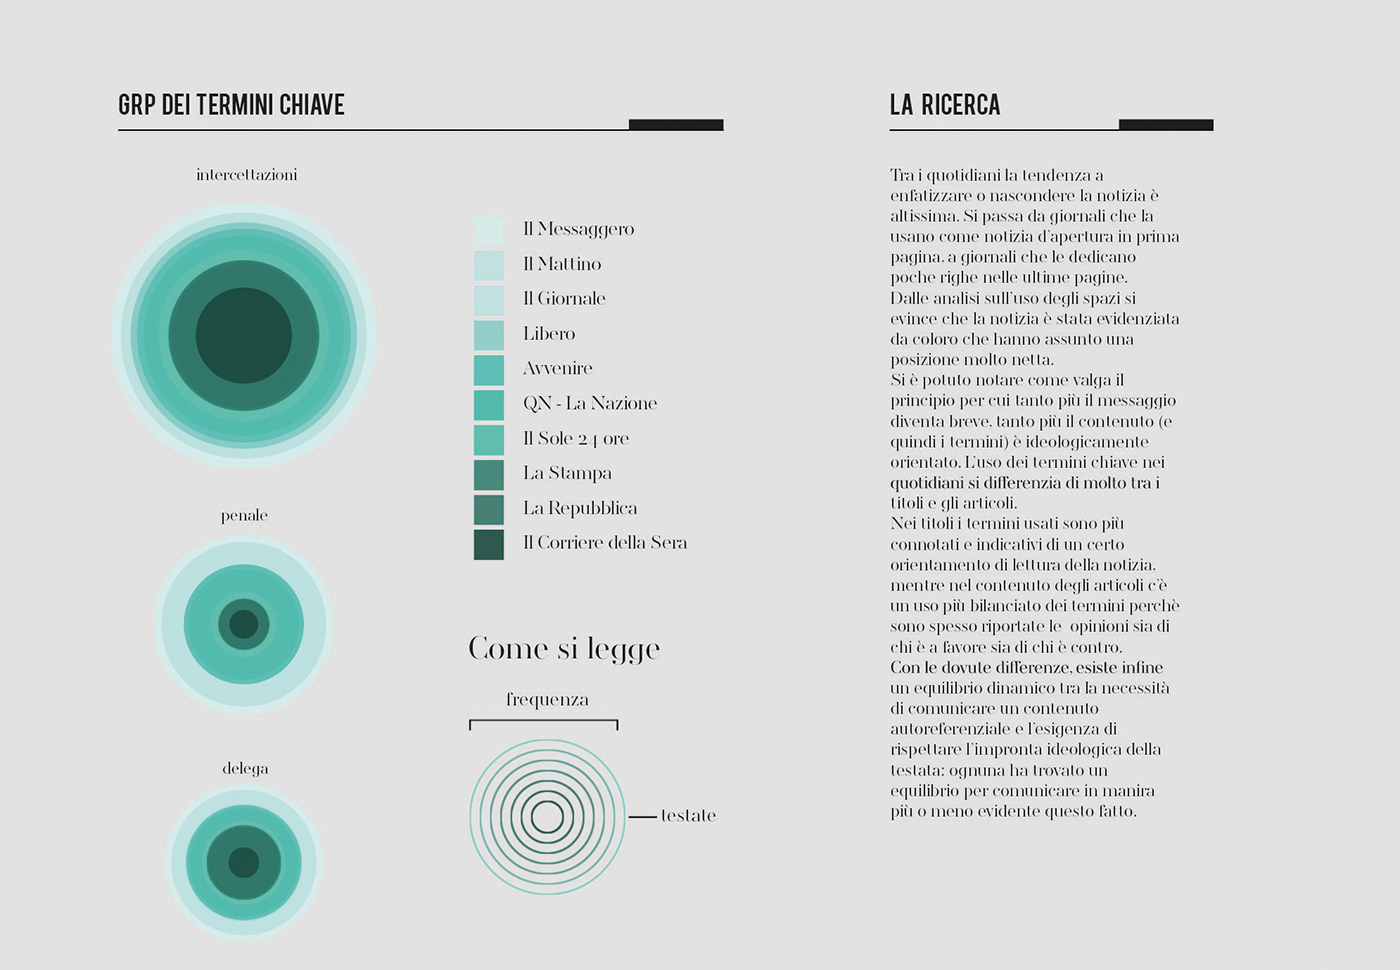 GRP DEI TERMINI CHIAVE
intercettazioni
penale
delega
Il Messaggero
Il Mattino
Il Giornale
Libero
Avvenire
QN - La Nazione
Il Sole 24 ore
La Stampa
La Repubblica
Il Corriere della Sera
Come si legge
frequenza
testate
LA RICERCA
Tra i quotidiani la tendenza a
enfatizzare o nascondere la notizia è
altissima. Si passa da giornali che la
usano come notizia d'apertura in prima
pagina, a giornali che le dedicano
poche righe nelle ultime pagine.
Dalle analisi sull'uso degli spazi si
evince che la notizia è stata evidenziata
da coloro che hanno assunto una
posizione molto netta.
Si è potuto notare come valga il
principio per cui tanto più il messaggio
diventa breve, tanto più il contenuto (e
quindi i termini) è ideologicamente
orientato. L'uso dei termini chiave nei
quotidiani si differenzia di molto tra i
titoli e gli articoli.
Nei titoli i termini usati sono più
connotati e indicativi di un certo
orientamento di lettura della notizia,
mentre nel contenuto degli articoli c'è
un uso più bilanciato dei termini perchè
sono spesso riportate le opinioni sia di
chi è a favore sia di chi è contro.
Con le dovute differenze, esiste infine
un equilibrio dinamico tra la necessità
di comunicare un contenuto
autoreferenziale e l'esigenza di
rispettare l'impronta ideologica della
testata: ognuna ha trovato un
equilibrio per comunicare in manira
più o meno evidente questo fatto.